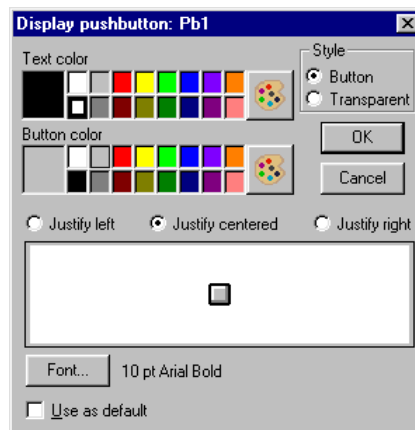 Display pushbutton: Pb1
Text color
Style
Button
Transparent
Button color
OK
Cancel
Justify left
Justify centered
Justify right
Font...
10 pt Arial Bold
Use as default